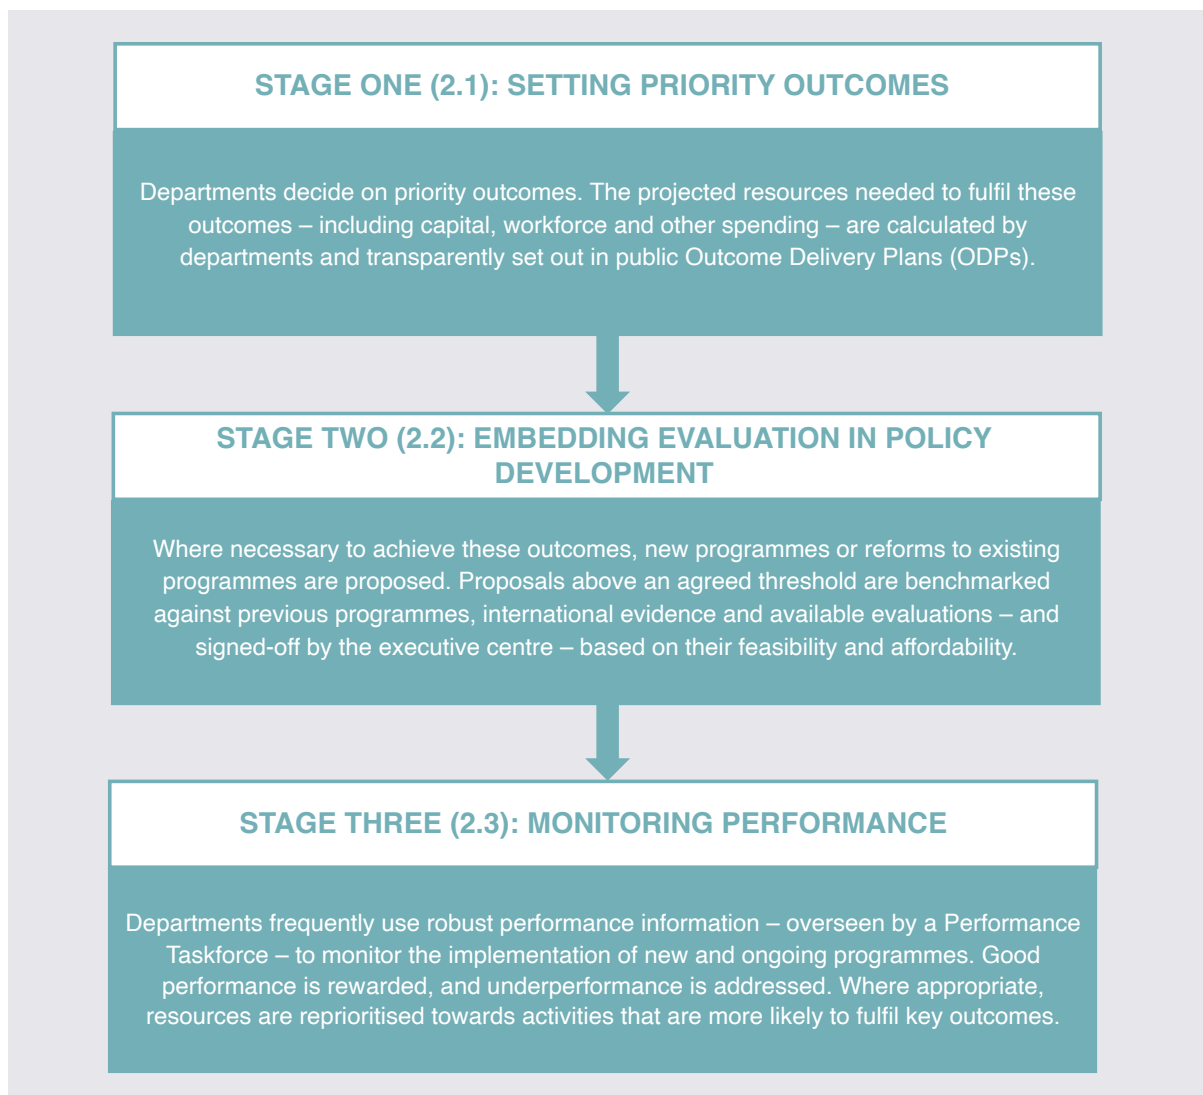 STAGE ONE (2.1): SETTING PRIORITY OUTCOMES
Departments decide on priority outcomes. The projected resources needed to fulfil these
outcomes – including capital, workforce and other spending – are calculated by
departments and transparently set out in public Outcome Delivery Plans (ODPs).
STAGE TWO (2.2): EMBEDDING EVALUATION IN POLICY
DEVELOPMENT
Where necessary to achieve these outcomes, new programmes or reforms to existing
programmes are proposed. Proposals above an agreed threshold are benchmarked
against previous programmes, international evidence and available evaluations – and
signed-off by the executive centre – based on their feasibility and affordability.
STAGE THREE (2.3): MONITORING PERFORMANCE
Departments frequently use robust performance information – overseen by a Performance
Taskforce – to monitor the implementation of new and ongoing programmes. Good
performance is rewarded, and underperformance is addressed. Where appropriate,
resources are reprioritised towards activities that are more likely to fulfil key outcomes.